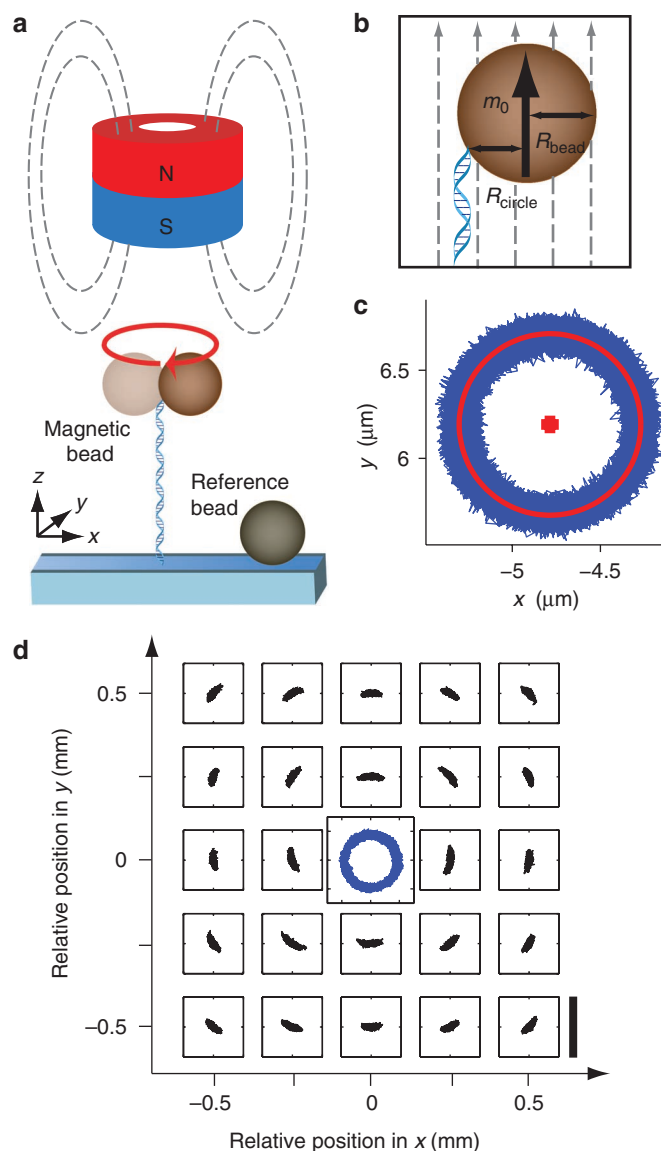 a
N
S
Magnetic
bead
Reference
bead
z
y
x
b
m0
Rbead
Rcircle
c
6.5
6
y (μm)
−5
−4.5
x (μm)
d
0.5
0
−0.5
Relative position in y (mm)
−0.5
0
0.5
Relative position in x (mm)